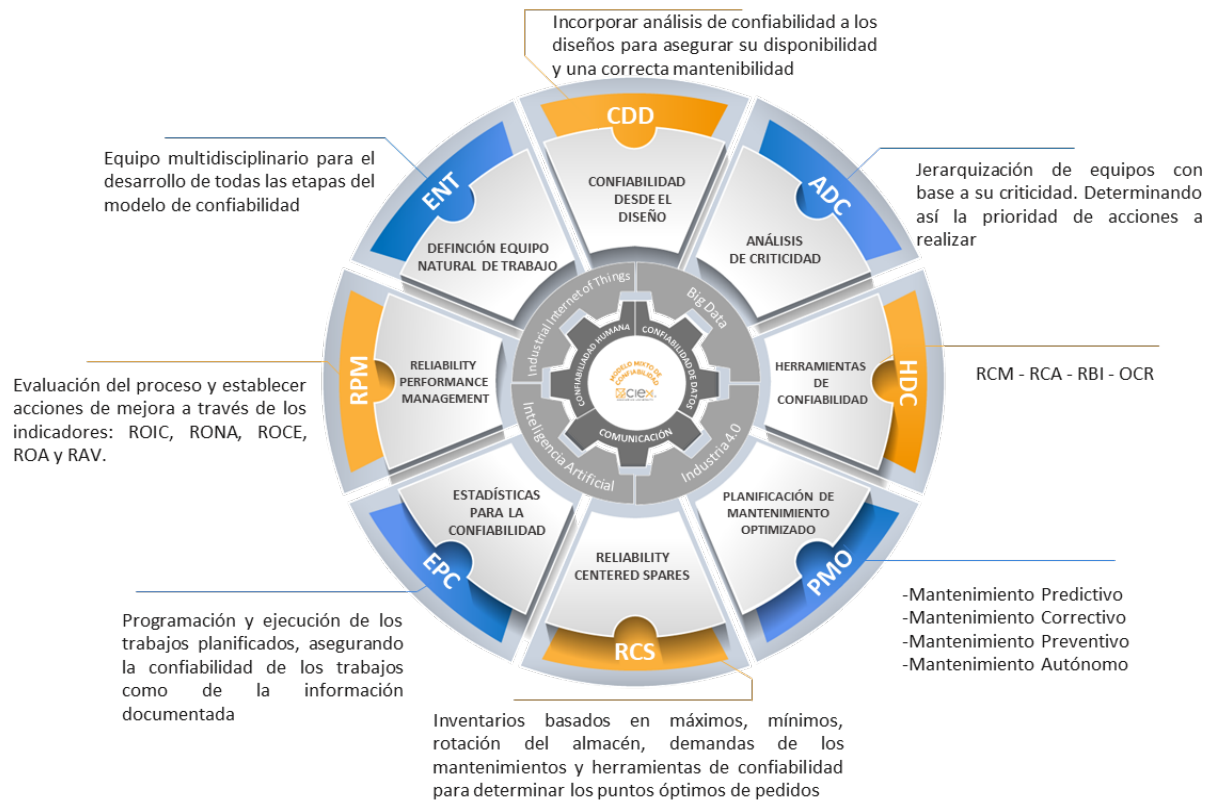 Incorporar análisis de confiabilidad a los
diseños para asegurar su disponibilidad
y una correcta mantenibilidad
CDD
CONFIABILIDAD
DESDE EL
DISEÑO
Equipo multidisciplinario para el
desarrollo de todas las etapas del
modelo de confiabilidad
ENT
DEFINCIÓN EQUIPO
NATURAL DE TRABAJO
ADC
ANÁLISIS
DE CRITICIDAD
Jerarquización de equipos con
base a su criticidad. Determinando
así la prioridad de acciones a
realizar
Industrial Internet of Things
Big Data
Inteligencia Artificial
Industria 4.0
CONFIABILIADAD HUMANA
CONFIABILIDAD DE DATOS
COMUNICACIÓN
MODELO MIXTO DE
CONFIABILIDAD
ciex
RPM
RELIABILITY
PERFORMANCE
MANAGEMENT
Evaluación del proceso y establecer
acciones de mejora a través de los
indicadores: ROIC, RONA, ROCE,
ROA y RAV.
HDC
HERRAMIENTAS
DE
CONFIABILIDAD
RCM - RCA - RBI - OCR
EPC
ESTADÍSTICAS
PARA LA
CONFIABILIDAD
Programación y ejecución de los
trabajos planificados, asegurando
la confiabilidad de los trabajos
como de la información
documentada
RELIABILITY
CENTERED SPARES
RCS
Inventarios basados en máximos, mínimos,
rotación del almacén, demandas de los
mantenimientos y herramientas de confiabilidad
para determinar los puntos óptimos de pedidos
PLANIFICACIÓN DE
MANTENIMIENTO
OPTIMIZADO
PMO
-Mantenimiento Predictivo
-Mantenimiento Correctivo
-Mantenimiento Preventivo
-Mantenimiento Autónomo